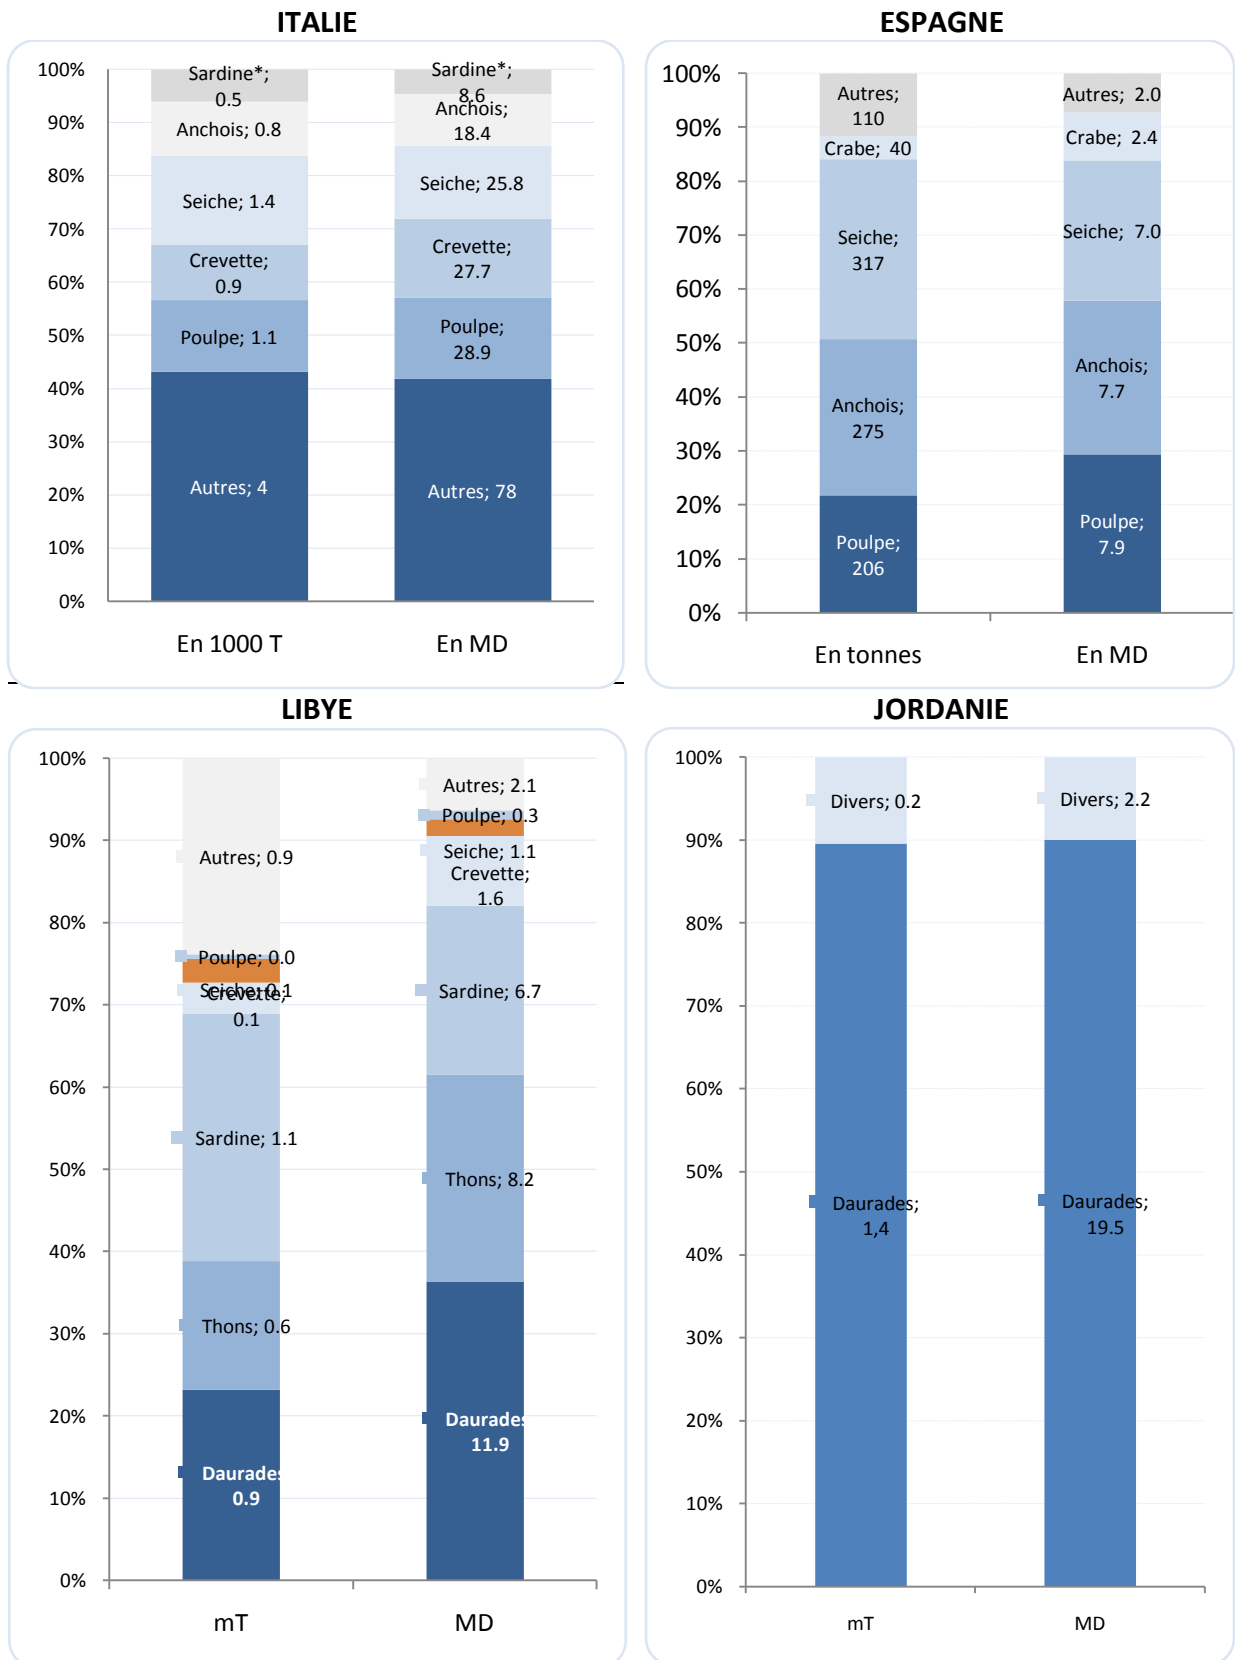 ITALIE
100%
90%
80%
70%
60%
50%
40%
30%
20%
10%
0%
Sardine*;
0.5
Anchois; 0.8
Seiche; 1.4
Crevette;
0.9
Poulpe; 1.1
Autres; 4
Sardine*;
8.6
Anchois;
18.4
Seiche; 25.8
Crevette;
27.7
Poulpe;
28.9
Autres; 78
En 1000 T
En MD
ESPAGNE
100%
90%
80%
70%
60%
50%
40%
30%
20%
10%
0%
Autres;
110
Crabe; 40
Seiche;
317
Anchois;
275
Poulpe;
206
Autres; 2.0
Crabe; 2.4
Seiche; 7.0
Anchois;
7.7
Poulpe;
7.9
En tonnes
En MD
LIBYE
100%
90%
80%
70%
60%
50%
40%
30%
20%
10%
0%
Autres; 0.9
Poulpe; 0.0
Seiche; 0.1
Crevette;
0.1
Sardine; 1.1
Thons; 0.6
Daurades
0.9
Autres; 2.1
Poulpe; 0.3
Seiche; 1.1
Crevette;
1.6
Sardine; 6.7
Thons; 8.2
Daurades
11.9
mT
MD
JORDANIE
100%
90%
80%
70%
60%
50%
40%
30%
20%
10%
0%
Divers; 0.2
Daurades;
1,4
Divers; 2.2
Daurades;
19.5
mT
MD